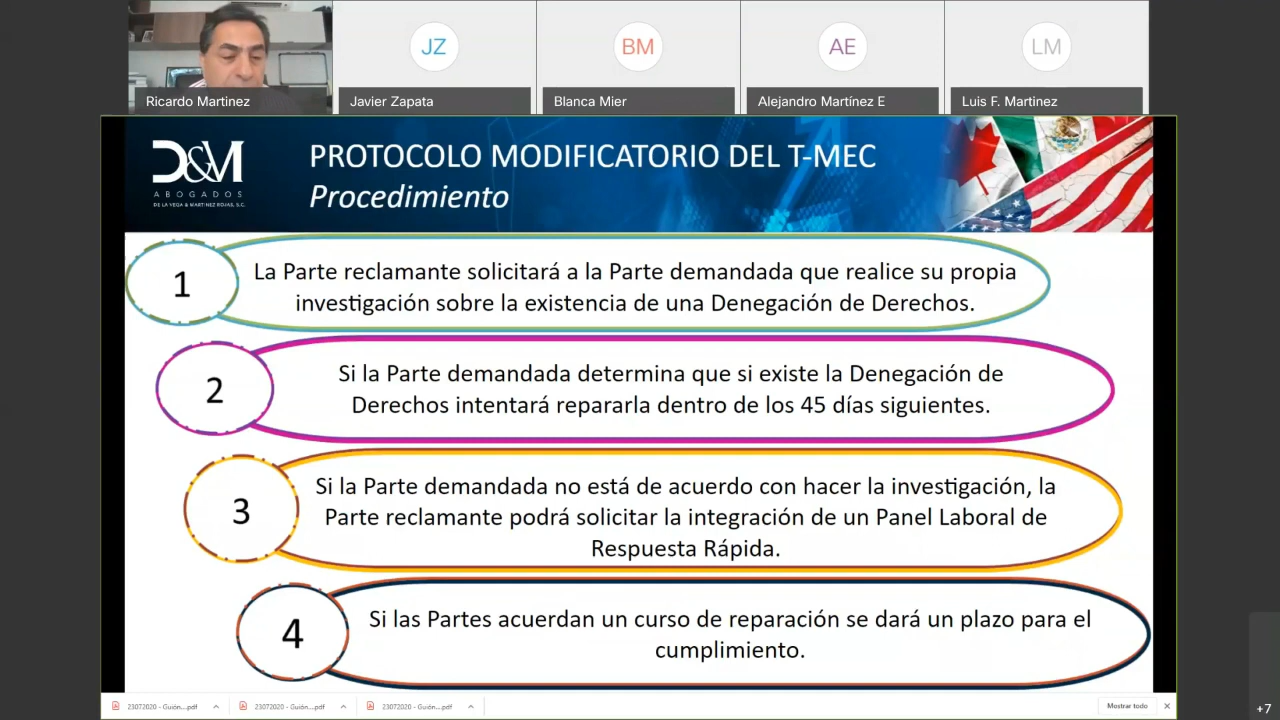 JZ
BM
AE
LM
Ricardo Martinez
Javier Zapata
Blanca Mier
Alejandro Martínez E
Luis F. Martinez
D&M
ABOGADOS
DE LA VEGA & MARTINEZ ROJAS, S.C.
PROTOCOLO MODIFICATORIO DEL T-MEC
Procedimiento
1
La Parte reclamante solicitará a la Parte demandada que realice su propia
investigación sobre la existencia de una Denegación de Derechos.
2
Si la Parte demandada determina que si existe la Denegación de
Derechos intentará repararla dentro de los 45 días siguientes.
3
Si la Parte demandada no está de acuerdo con hacer la investigación, la
Parte reclamante podrá solicitar la integración de un Panel Laboral de
Respuesta Rápida.
4
Si las Partes acuerdan un curso de reparación se dará un plazo para el
cumplimiento.
23072020 - Guión....pdf
23072020 - Guión....pdf
23072020 - Guión....pdf
Mostrar todo
+7